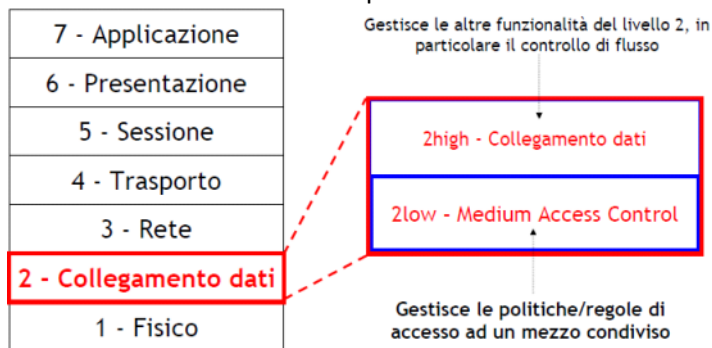 7 - Applicazione
6 - Presentazione
5 - Sessione
4 - Trasporto
3 - Rete
2 - Collegamento dati
1 - Fisico
Gestisce le altre funzionalità del livello 2, in
particolare il controllo di flusso
2high - Collegamento dati
2low - Medium Access Control
Gestisce le politiche/regole di
accesso ad un mezzo condiviso